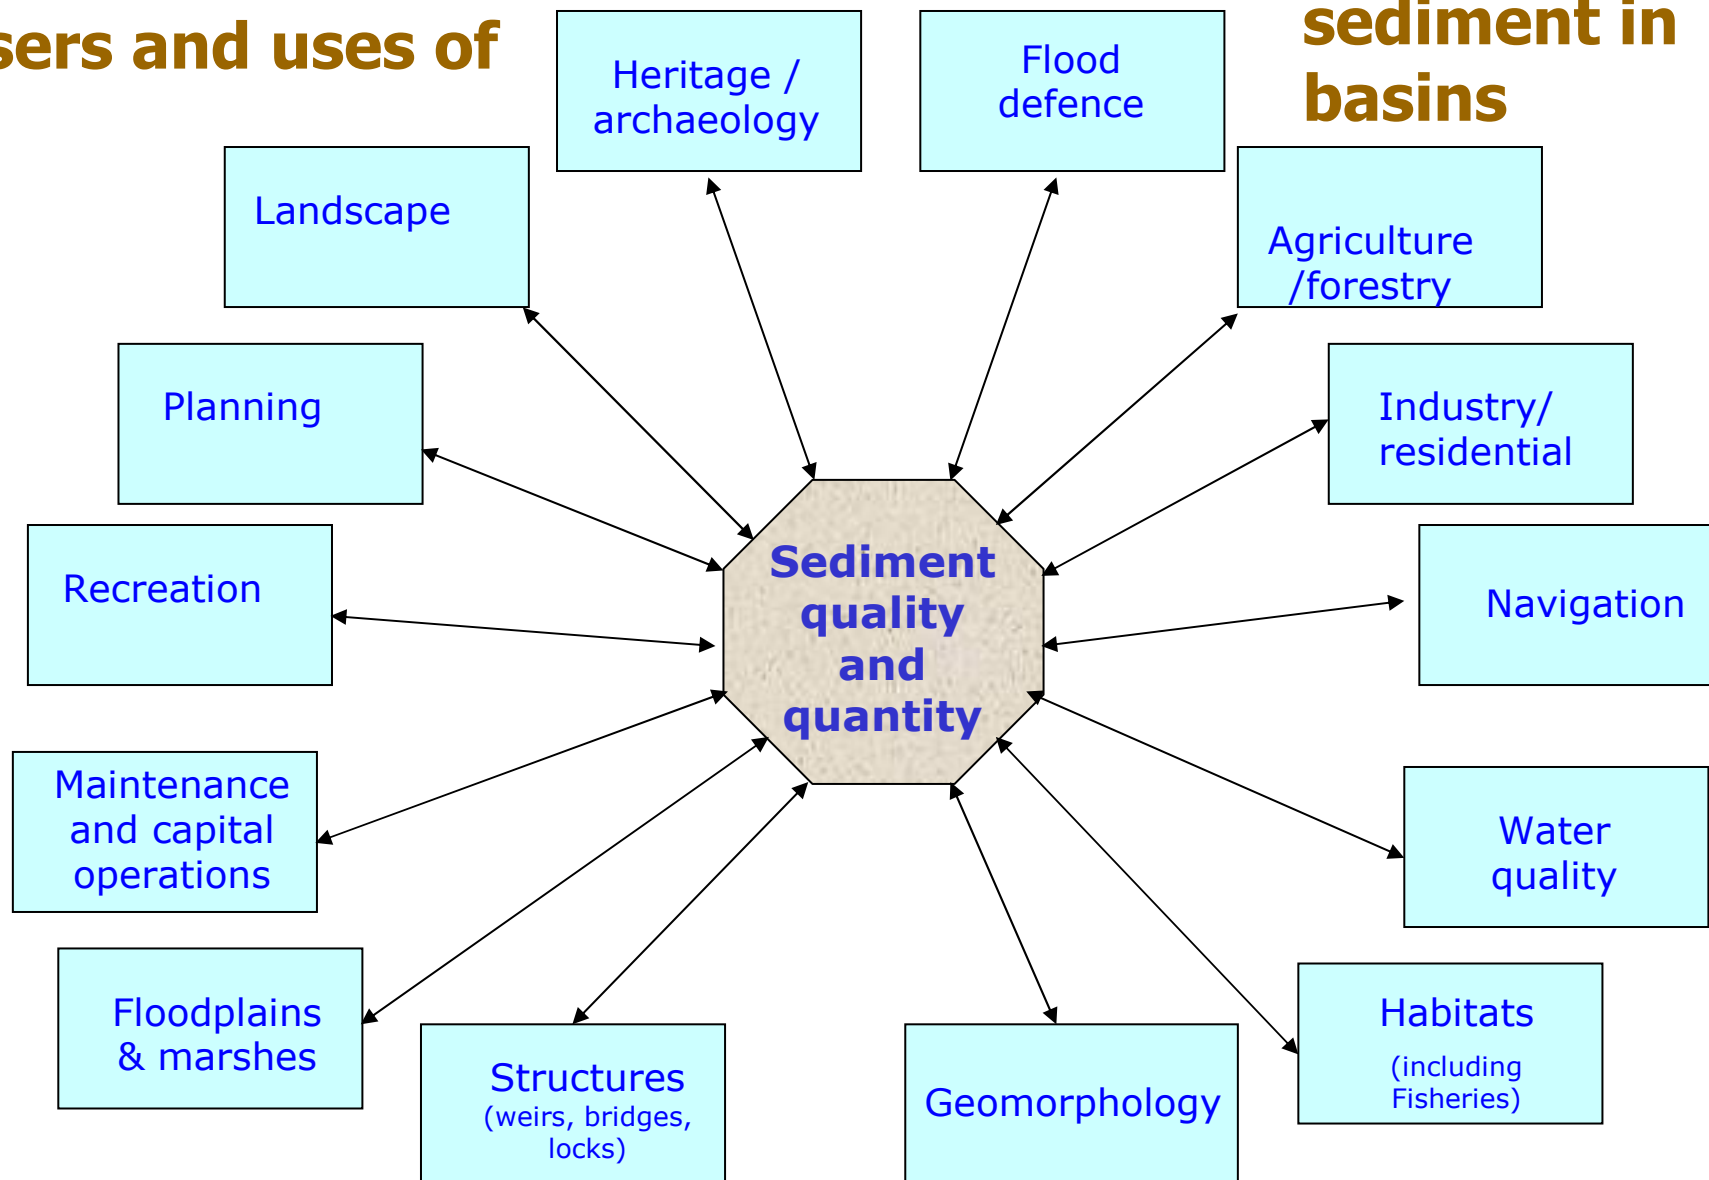 sers and uses of
sediment in
basins
Heritage /
archaeology
Flood
defence
Landscape
Agriculture
/forestry
Planning
Industry/
residential
Recreation
Sediment
quality
and
quantity
Navigation
Maintenance
and capital
operations
Water
quality
Floodplains
& marshes
Structures
(weirs, bridges,
locks)
Geomorphology
Habitats
(including
Fisheries)